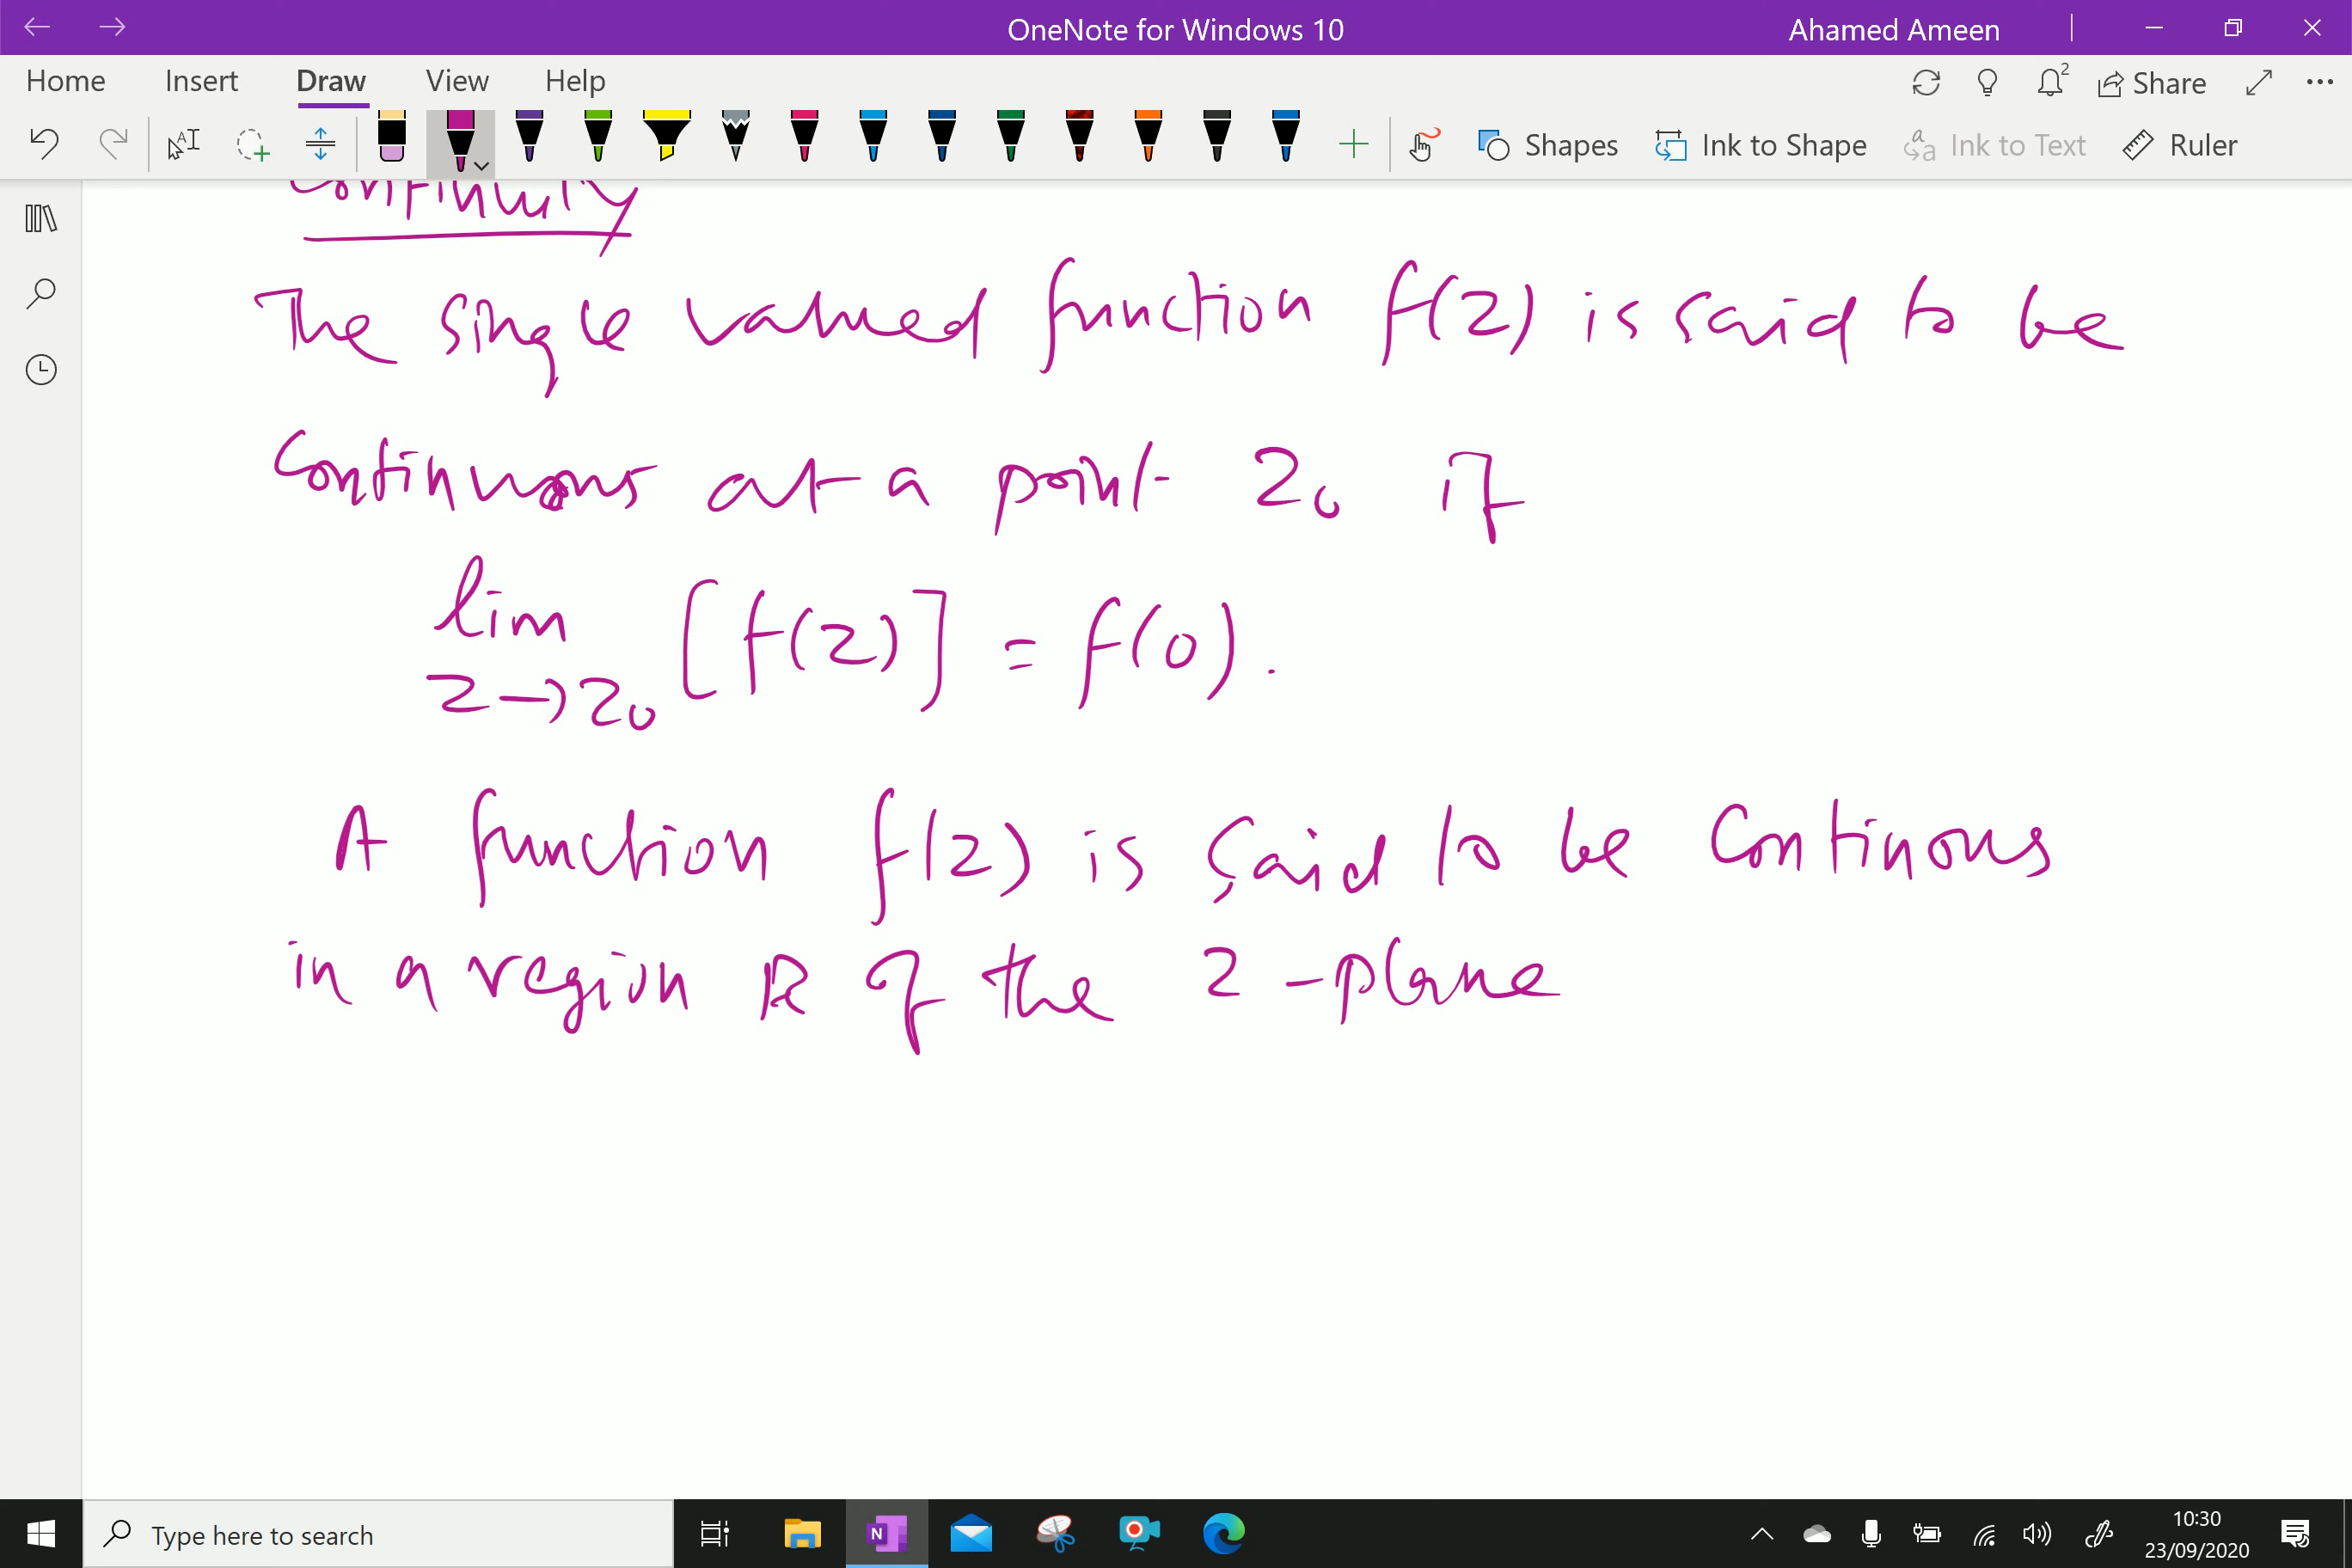 OneNote for Windows 10 Ahamed Ameen
Home Insert Draw View Help 2 Share
Shapes Ink to Shape Ink to Text Ruler
Continuity
The single valued function f(z) is said to be
Continuous at a point z₀ if
lim [f(z)] = f(0).
z→z₀
A function f(z) is said to be Continous
in a region R of the z-plane
Type here to search
10:30
23/09/2020